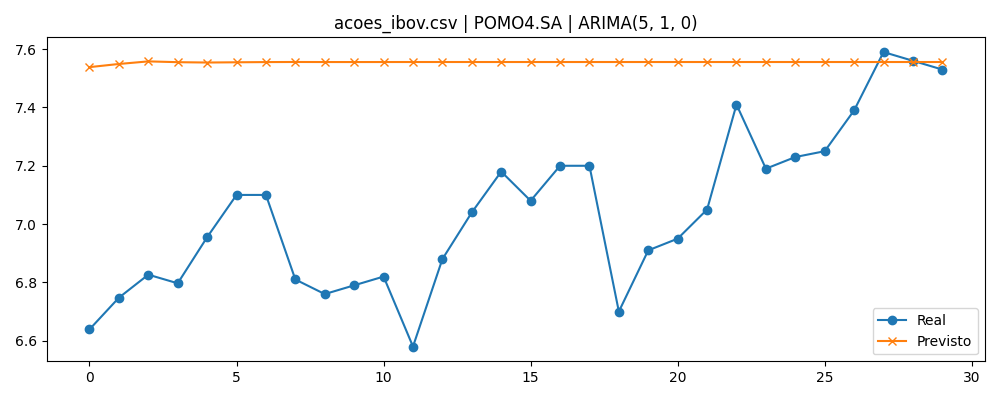 acoes_ibov.csv | POMO4.SA | ARIMA(5, 1, 0)
7.6
7.4
7.2
7.0
6.8
6.6
0 5 10 15 20 25 30
Real
Previsto